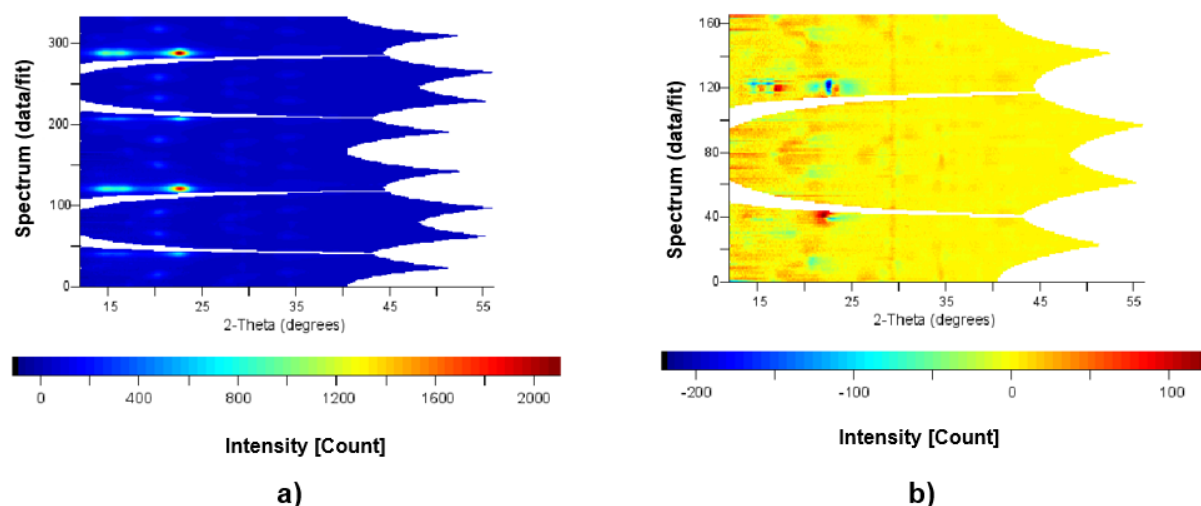 Spectrum (data/fit)
300
200
100
0
15 25 35 45 55
2-Theta (degrees)
0 400 800 1200 1600 2000
Intensity [Count]
a)
Spectrum (data/fit)
160
120
80
40
0
15 25 35 45 55
2-Theta (degrees)
-200 -100 0 100
Intensity [Count]
b)